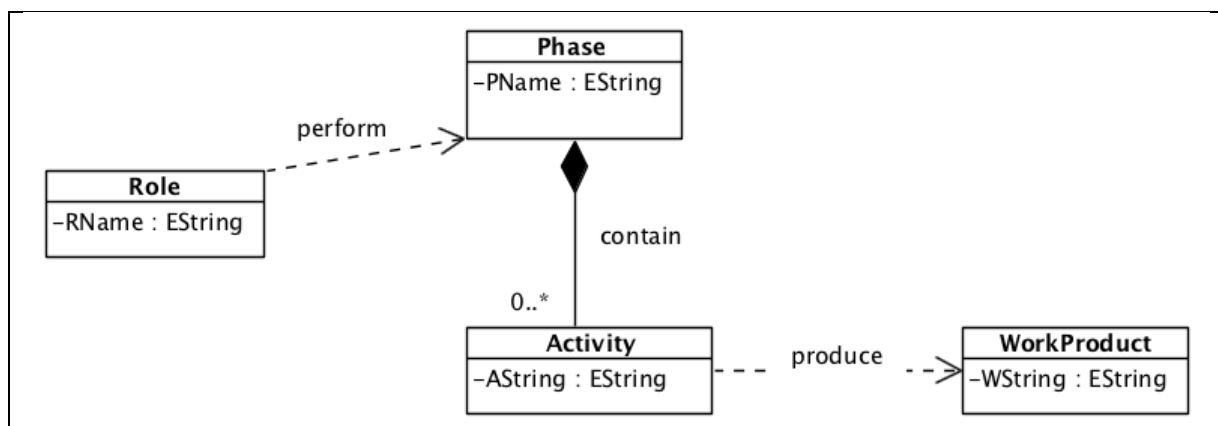 Phase
-PName : EString
perform
Role
-RName : EString
contain
0..*
Activity
-AString : EString
produce
WorkProduct
-WString : EString